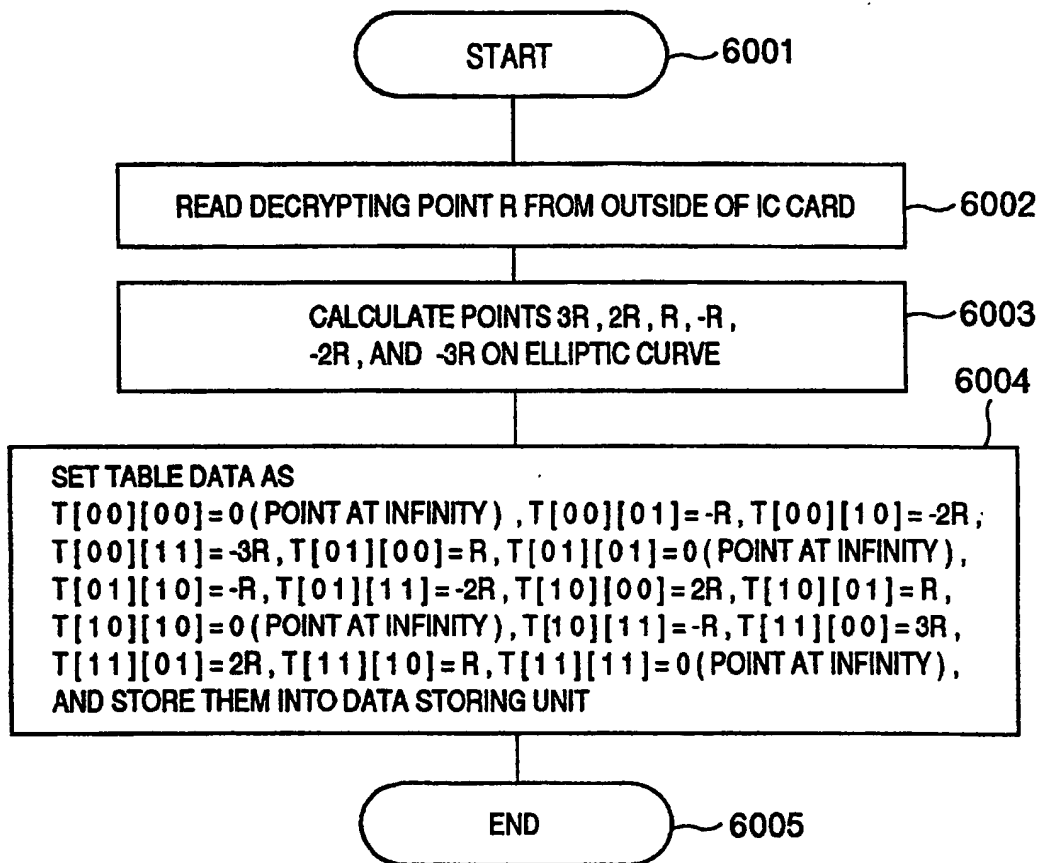 START
6001
READ DECRYPTING POINT R FROM OUTSIDE OF IC CARD
6002
CALCULATE POINTS 3R, 2R, R, -R,
-2R, AND -3R ON ELLIPTIC CURVE
6003
6004
SET TABLE DATA AS
T[00][00]=0(POINT AT INFINITY),T[00][01]=-R,T[00][10]=-2R,
T[00][11]=-3R,T[01][00]=R,T[01][01]=0(POINT AT INFINITY),
T[01][10]=-R,T[01][11]=-2R,T[10][00]=2R,T[10][01]=R,
T[10][10]=0(POINT AT INFINITY),T[10][11]=-R,T[11][00]=3R,
T[11][01]=2R,T[11][10]=R,T[11][11]=0(POINT AT INFINITY),
AND STORE THEM INTO DATA STORING UNIT
END
6005